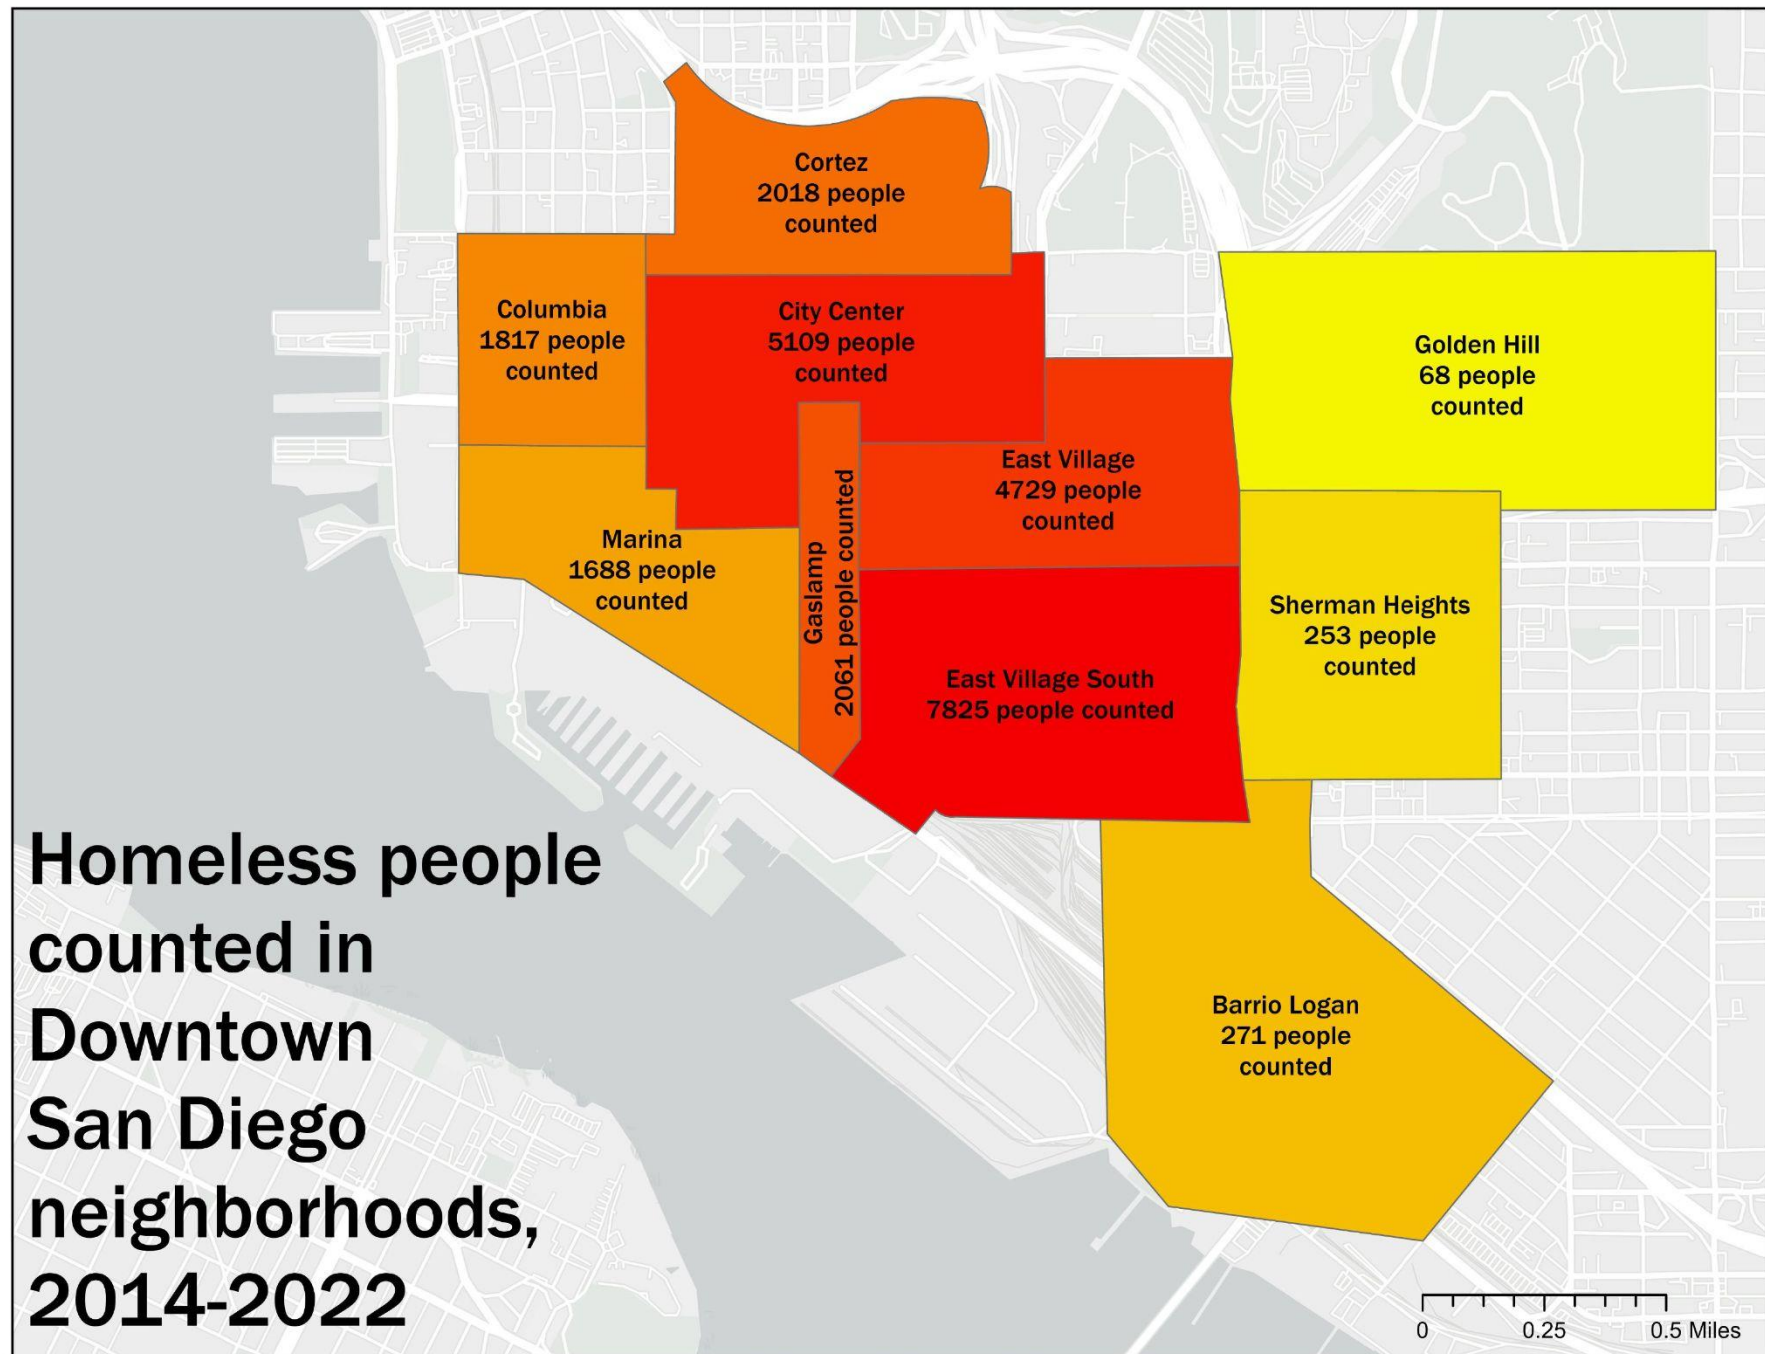 Cortez
2018 people
counted
Columbia
1817 people
counted
City Center
5109 people
counted
Golden Hill
68 people
counted
East Village
4729 people
counted
Marina
1688 people
counted
Gaslamp
2061 people counted
Sherman Heights
253 people
counted
East Village South
7825 people counted
Barrio Logan
271 people
counted
Homeless people
counted in
Downtown
San Diego
neighborhoods,
2014-2022
0 0.25 0.5 Miles